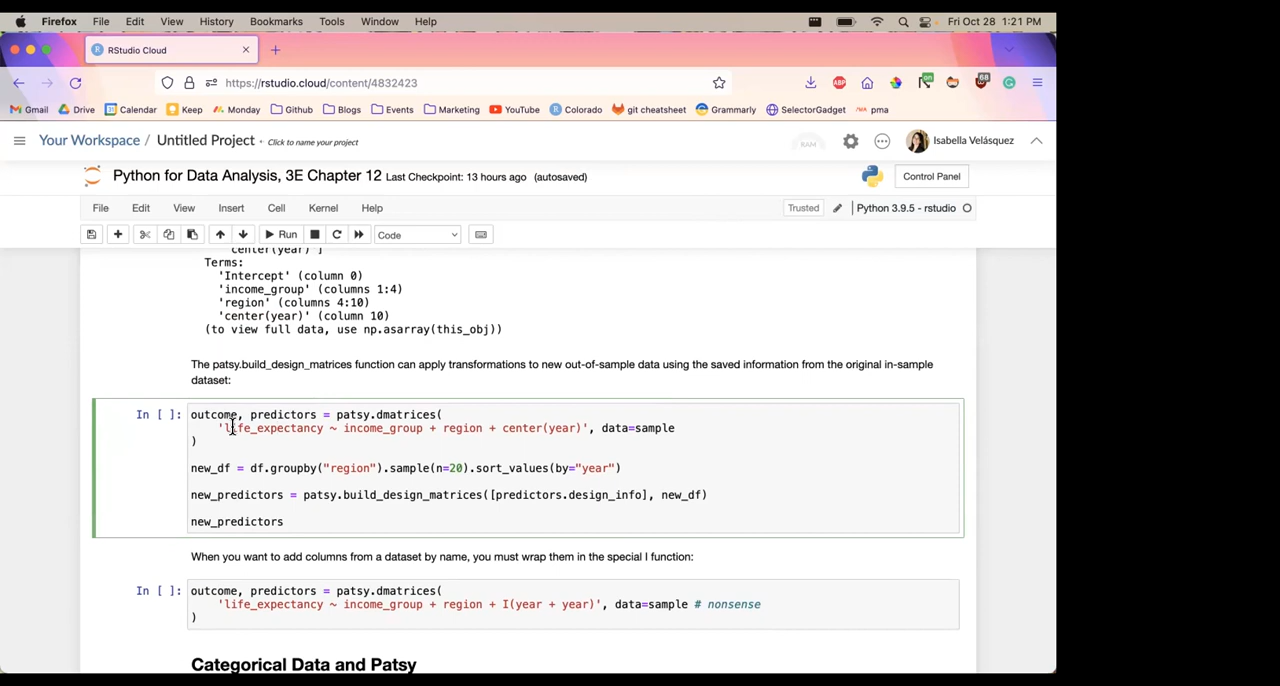 Firefox File Edit View History Bookmarks Tools Window Help Fri Oct 28 1:21 PM
RStudio Cloud
https://rstudio.cloud/content/4832423
Gmail Drive Calendar Keep Monday Github Blogs Events Marketing YouTube Colorado git cheatsheet Grammarly SelectorGadget pma
Your Workspace / Untitled Project Click to name your project RAM Isabella Velásquez
Python for Data Analysis, 3E Chapter 12 Last Checkpoint: 13 hours ago (autosaved) Control Panel
File Edit View Insert Cell Kernel Help Trusted Python 3.9.5 - rstudio
Run Code
center(year)']
Terms:
'Intercept' (column 0)
'income_group' (columns 1:4)
'region' (columns 4:10)
'center(year)' (column 10)
(to view full data, use np.asarray(this_obj))
The patsy.build_design_matrices function can apply transformations to new out-of-sample data using the saved information from the original in-sample
dataset:
In [ ]: outcome, predictors = patsy.dmatrices(
'life_expectancy ~ income_group + region + center(year)', data=sample
)
new_df = df.groupby("region").sample(n=20).sort_values(by="year")
new_predictors = patsy.build_design_matrices([predictors.design_info], new_df)
new_predictors
When you want to add columns from a dataset by name, you must wrap them in the special I function:
In [ ]: outcome, predictors = patsy.dmatrices(
'life_expectancy ~ income_group + region + I(year + year)', data=sample # nonsense
)
Categorical Data and Patsy